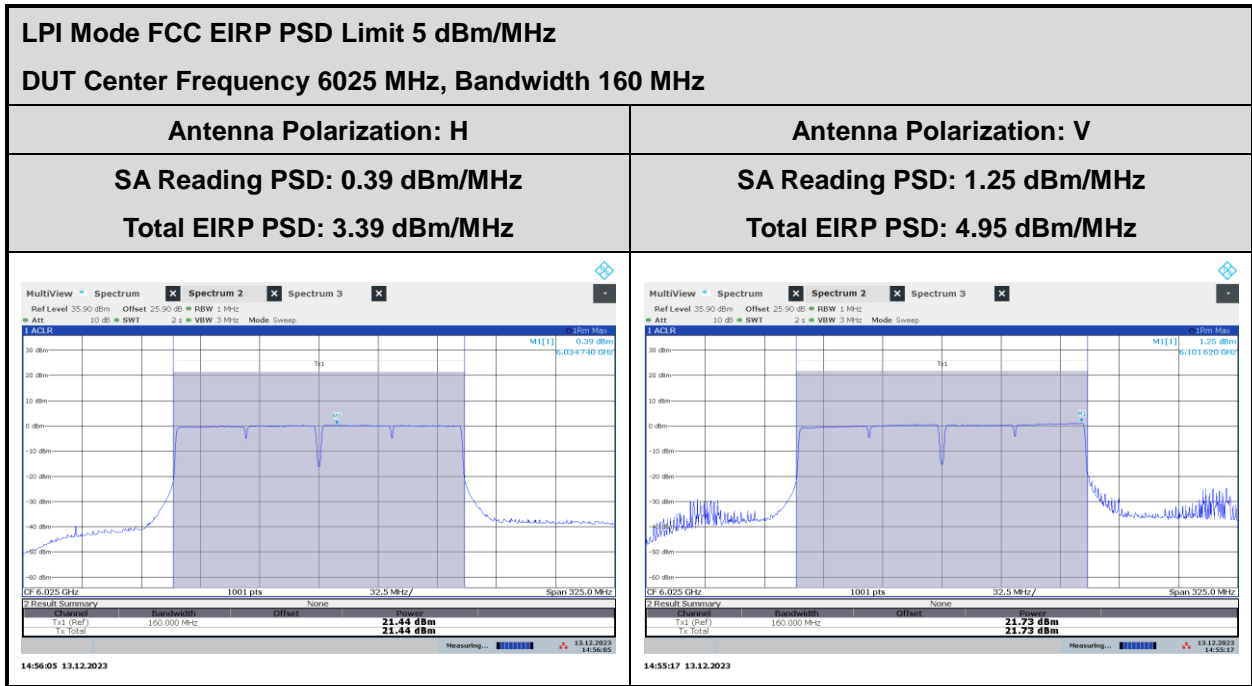 LPI Mode FCC EIRP PSD Limit 5 dBm/MHz
DUT Center Frequency 6025 MHz, Bandwidth 160 MHz
Antenna Polarization: H
SA Reading PSD: 0.39 dBm/MHz
Total EIRP PSD: 3.39 dBm/MHz
MultiView Spectrum X Spectrum 2 X Spectrum 3 X
Ref Level 35.90 dBm Offset 25.90 dB RBW 1 MHz
Att 10 dB SWT 2 s VBW 3 MHz Mode Sweep
1 ACLR 1Rm Max
M1[1] 0.39 dBm
6.034740 GHz
30 dBm
Tx1
20 dBm
10 dBm
M1
0 dBm
-10 dBm
-20 dBm
-30 dBm
-40 dBm
-50 dBm
-60 dBm
CF 6.025 GHz 1001 pts 32.5 MHz/ Span 325.0 MHz
2 Result Summary None
Channel Bandwidth Offset Power
Tx1 (Ref) 160.000 MHz 21.44 dBm
Tx Total 21.44 dBm
Measuring... 13.12.2023
14:56:05
14:56:05 13.12.2023
Antenna Polarization: V
SA Reading PSD: 1.25 dBm/MHz
Total EIRP PSD: 4.95 dBm/MHz
MultiView Spectrum X Spectrum 2 X Spectrum 3 X
Ref Level 35.90 dBm Offset 25.90 dB RBW 1 MHz
Att 10 dB SWT 2 s VBW 3 MHz Mode Sweep
1 ACLR 1Rm Max
M1[1] 1.25 dBm
6.101620 GHz
30 dBm
Tx1
20 dBm
10 dBm
M1
0 dBm
-10 dBm
-20 dBm
-30 dBm
-40 dBm
-50 dBm
-60 dBm
CF 6.025 GHz 1001 pts 32.5 MHz/ Span 325.0 MHz
2 Result Summary None
Channel Bandwidth Offset Power
Tx1 (Ref) 160.000 MHz 21.73 dBm
Tx Total 21.73 dBm
Measuring... 13.12.2023
14:55:17
14:55:17 13.12.2023